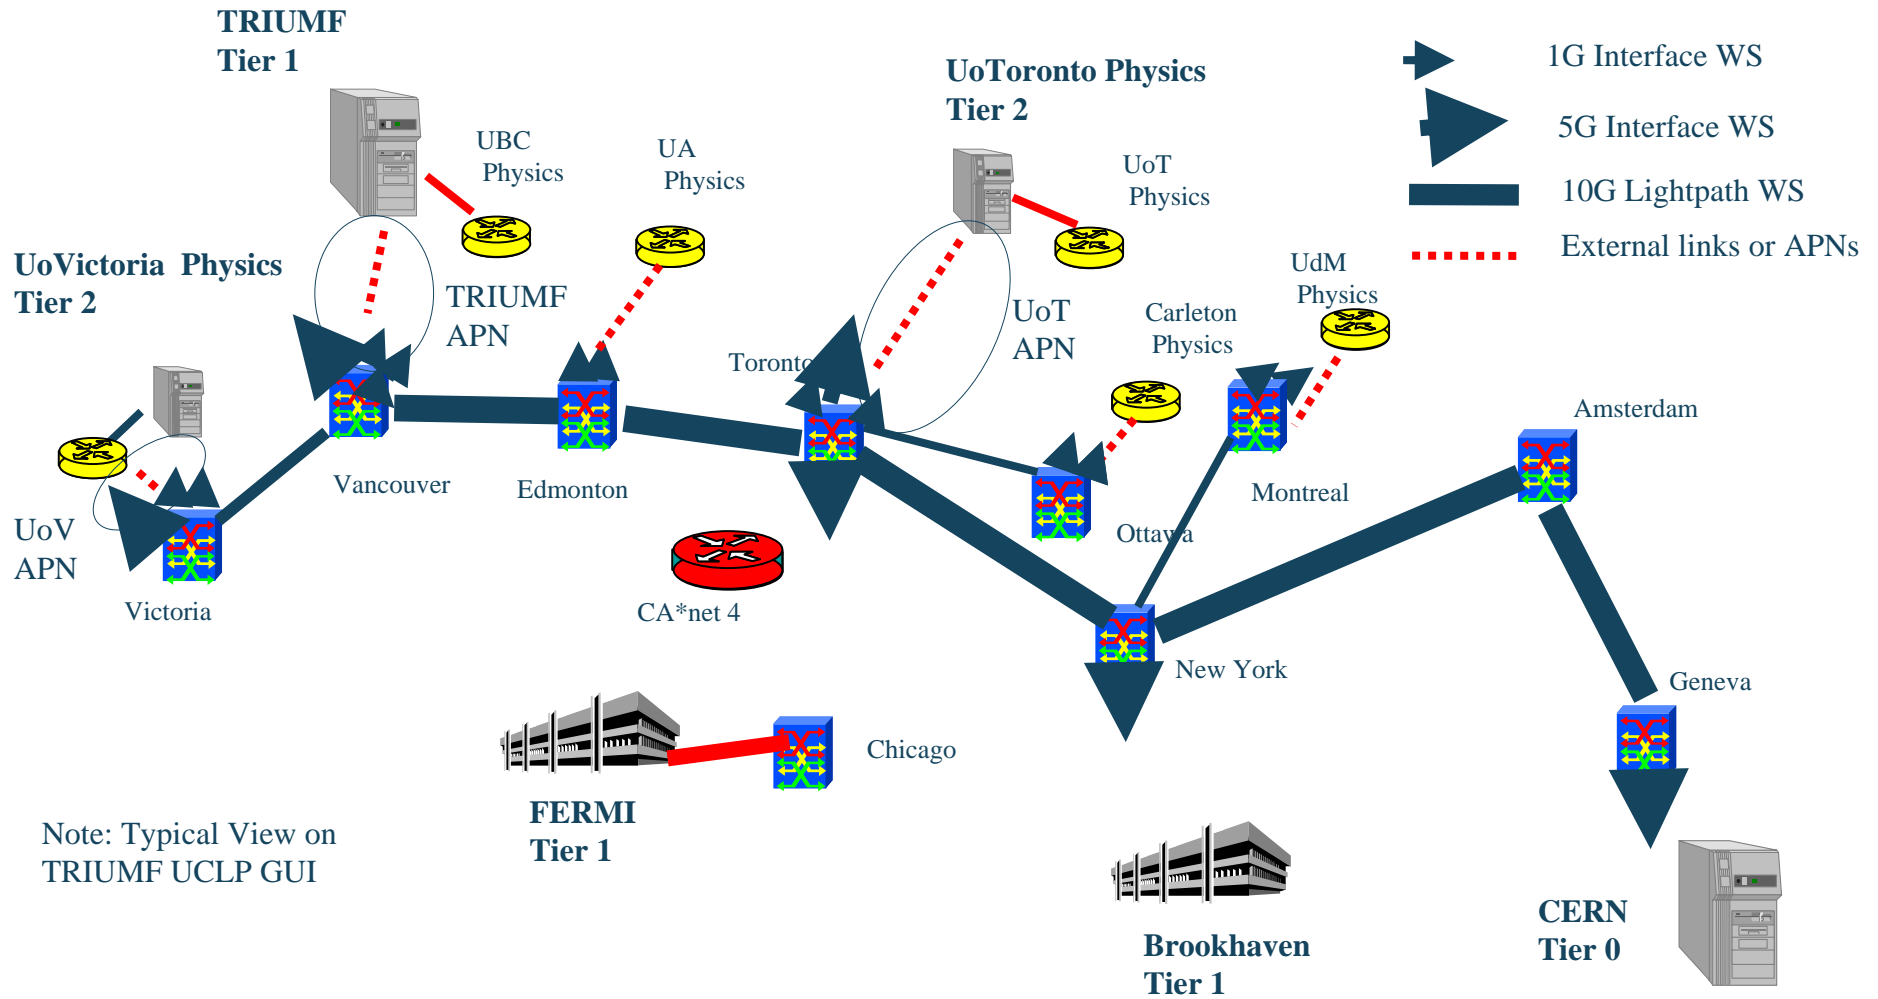 TRIUMF
Tier 1
UoToronto Physics
Tier 2
1G Interface WS
5G Interface WS
10G Lightpath WS
External links or APNs
UBC
Physics
UA
Physics
UoT
Physics
UoVictoria Physics
Tier 2
TRIUMF
APN
UoT
APN
UdM
Physics
Carleton
Physics
Toronto
Amsterdam
Vancouver
Edmonton
Montreal
Ottawa
UoV
APN
Victoria
CA*net 4
New York
Geneva
Chicago
FERMI
Tier 1
Note: Typical View on
TRIUMF UCLP GUI
Brookhaven
Tier 1
CERN
Tier 0